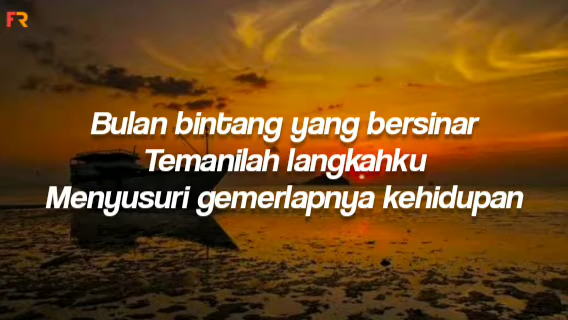 FR
Bulan bintang yang bersinar
Temanilah langkahku
Menyusuri gemerlapnya kehidupan